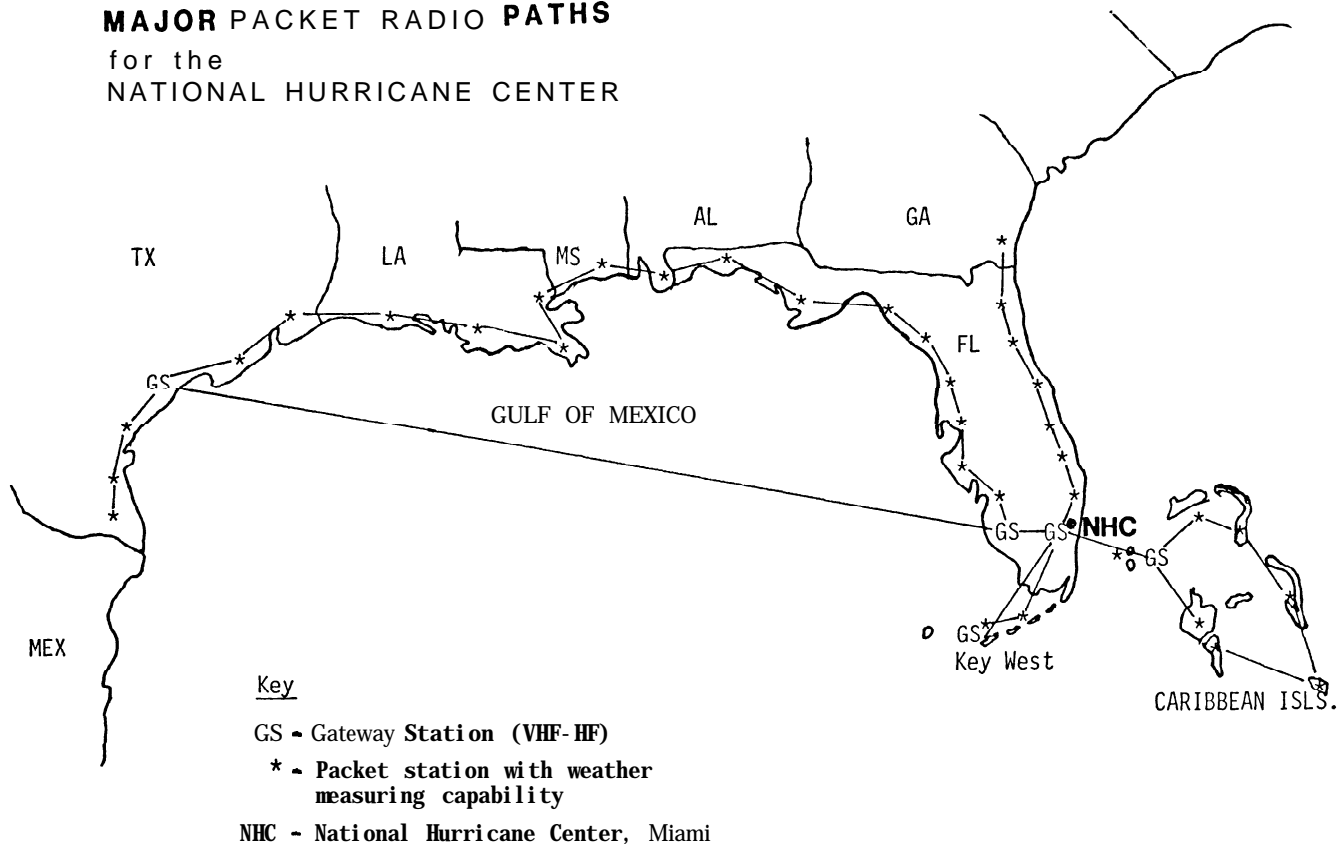 MAJOR PACKET RADIO PATHS
for the
NATIONAL HURRICANE CENTER
AL
GA
TX
LA
MS
FL
GS
GULF OF MEXICO
GS GS NHC
* GS
MEX
GS
Key West
CARIBBEAN ISLS.
Key
GS - Gateway Station (VHF-HF)
* - Packet station with weather
measuring capability
NHC - National Hurricane Center, Miami